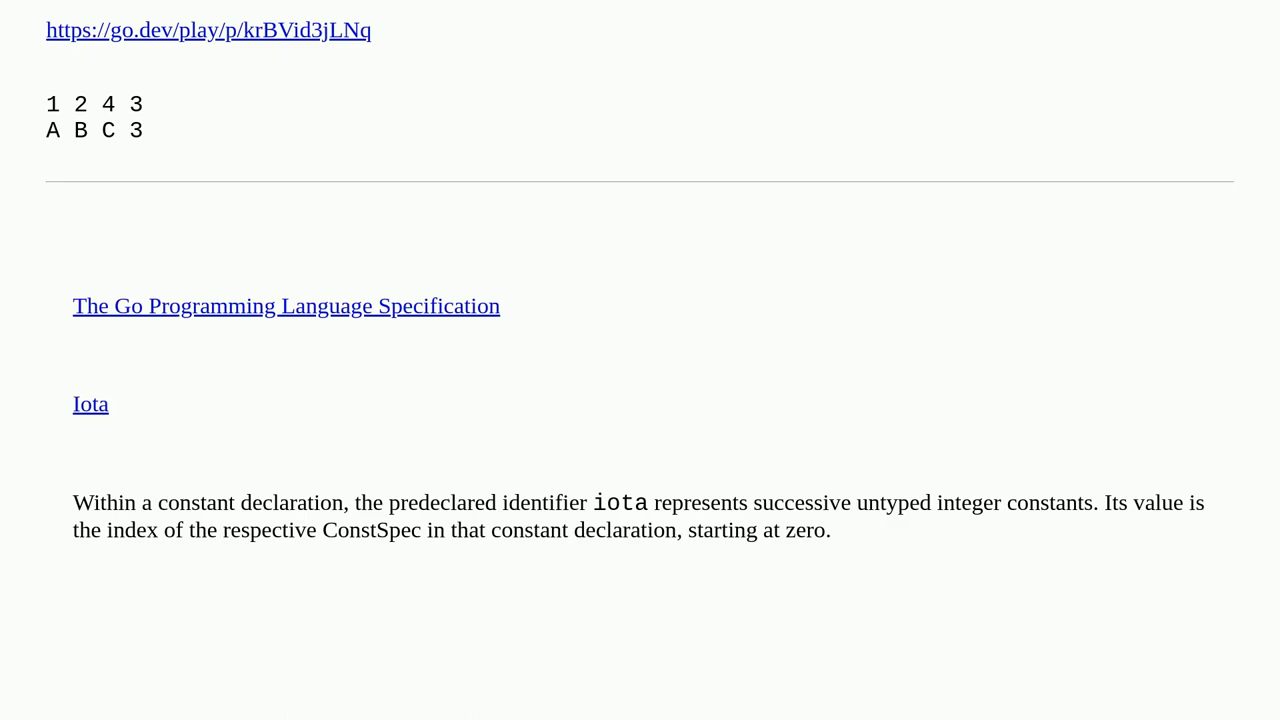 https://go.dev/play/p/krBVid3jLNq
1 2 4 3
A B C 3
The Go Programming Language Specification
Iota
Within a constant declaration, the predeclared identifier iota represents successive untyped integer constants. Its value is
the index of the respective ConstSpec in that constant declaration, starting at zero.